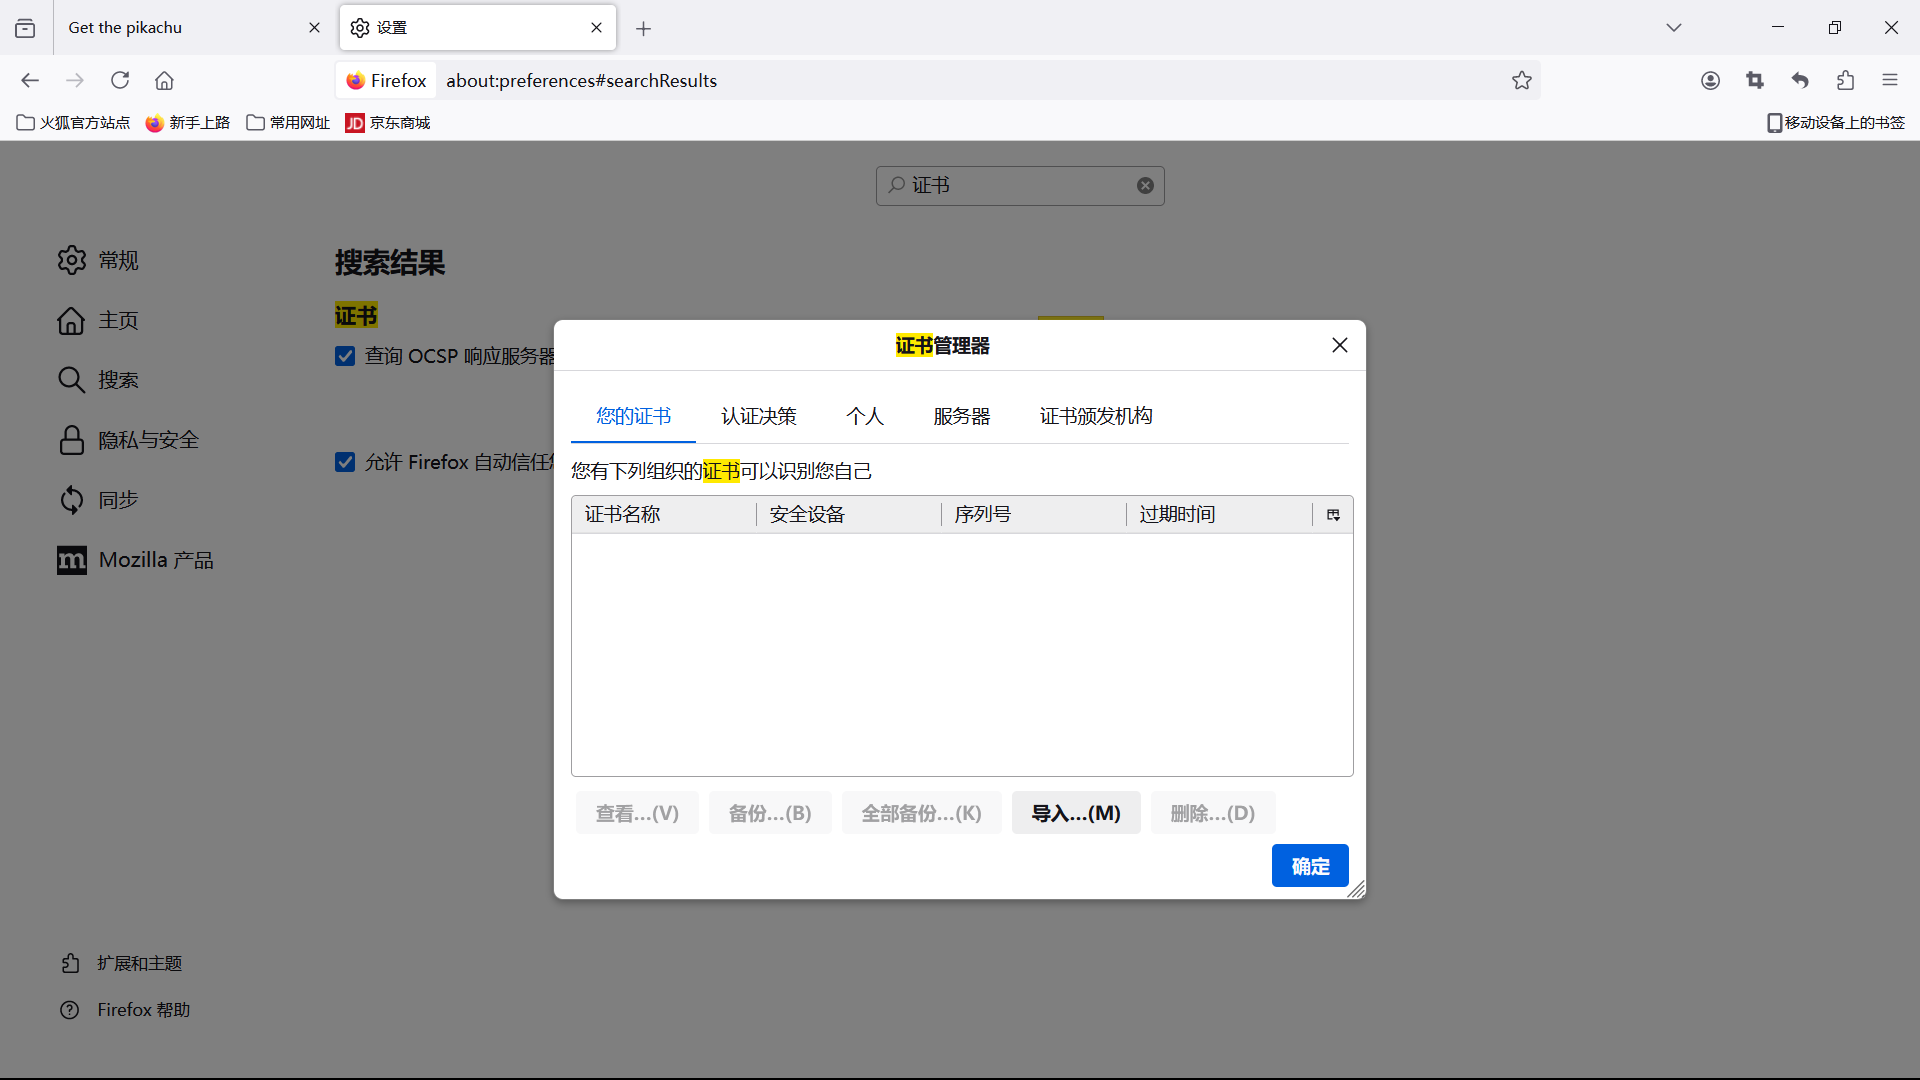 Get the pikachu
设置
Firefox
about:preferences#searchResults
火狐官方站点
新手上路
常用网址
JD 京东商城
移动设备上的书签
证书
常规
主页
搜索
隐私与安全
同步
m Mozilla 产品
扩展和主题
Firefox 帮助
搜索结果
证书
查询 OCSP 响应服务器
允许 Firefox 自动信任
证书管理器
您的证书
认证决策
个人
服务器
证书颁发机构
您有下列组织的证书可以识别您自己
证书名称
安全设备
序列号
过期时间
查看...(V)
备份...(B)
全部备份...(K)
导入...(M)
删除...(D)
确定